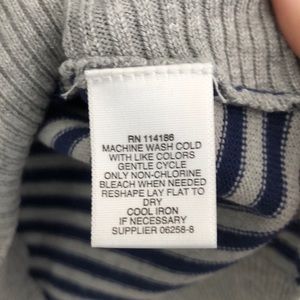 RN 114186
MACHINE WASH COLD
WITH LIKE COLORS
GENTLE CYCLE
ONLY NON-CHLORINE
BLEACH WHEN NEEDED
RESHAPE LAY FLAT TO
DRY
COOL IRON
IF NECESSARY
SUPPLIER 06258-8